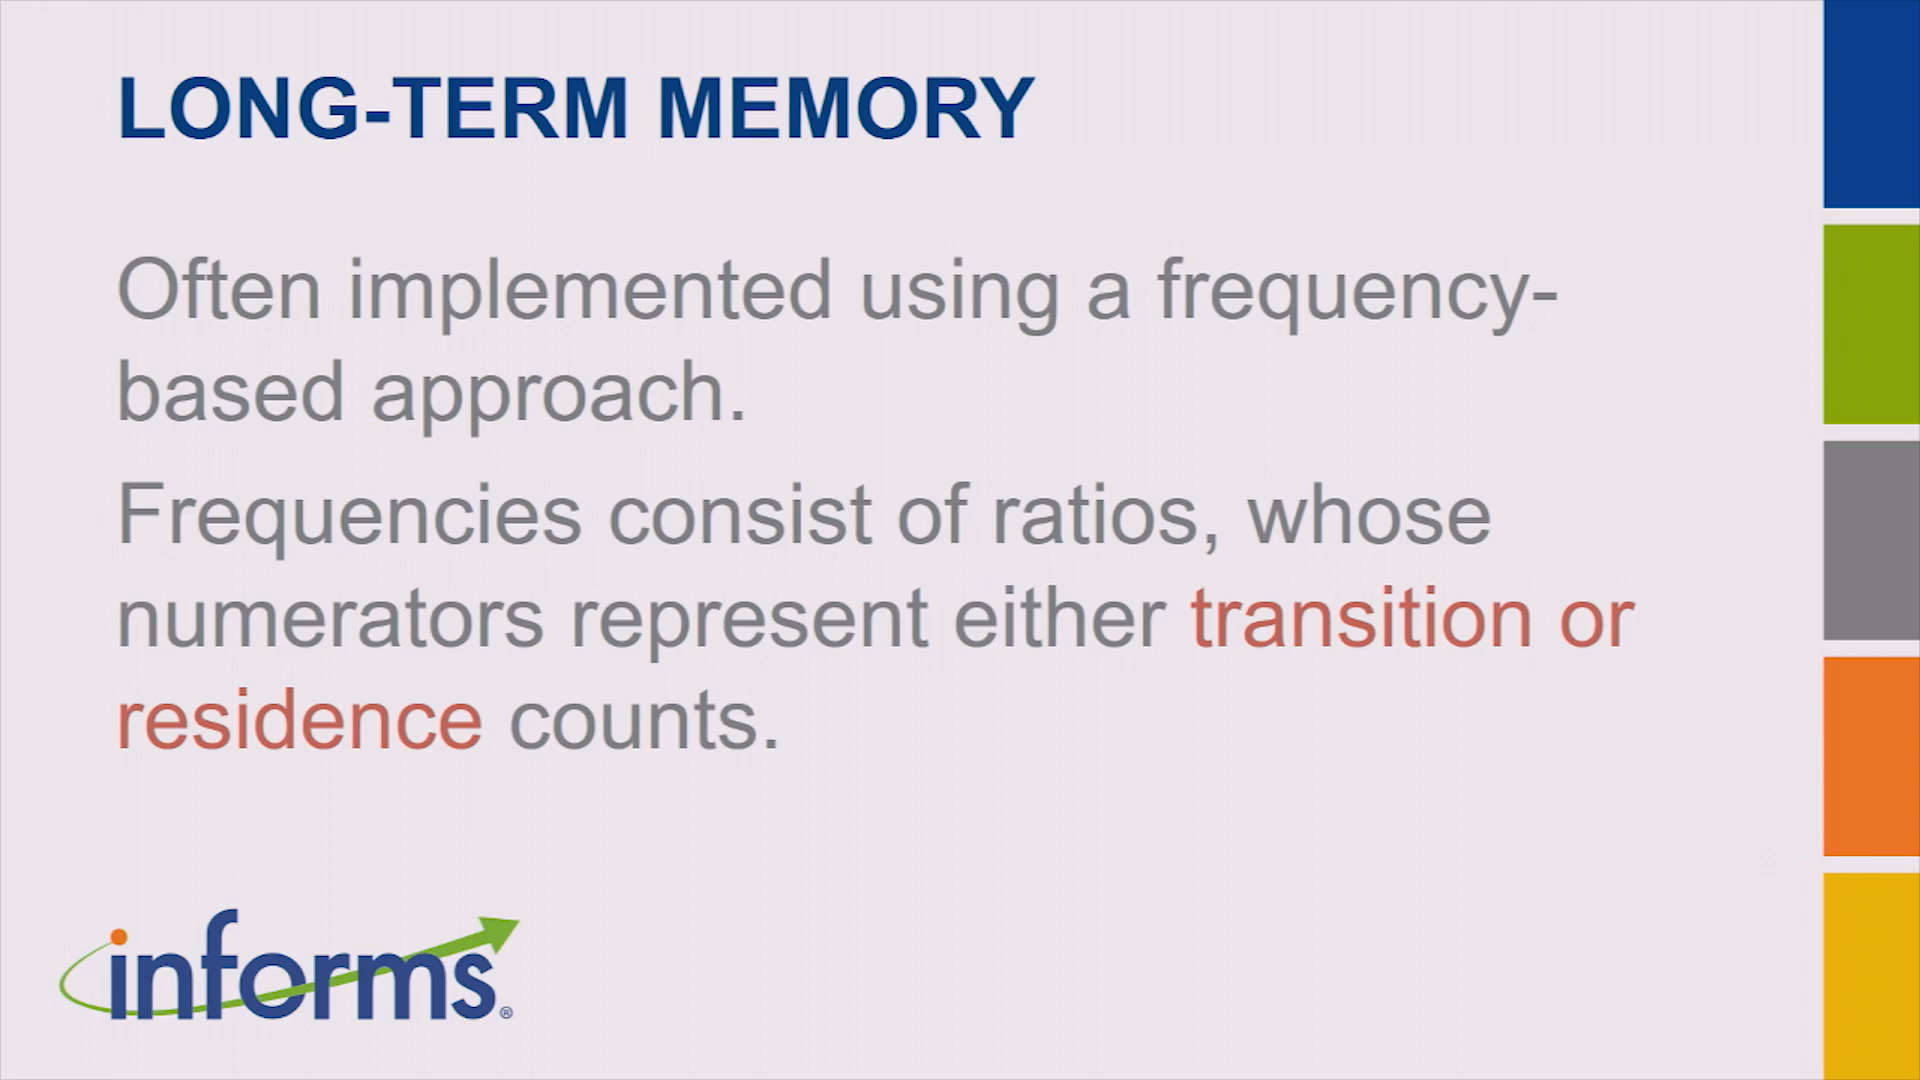 LONG-TERM MEMORY
Often implemented using a frequency-
based approach.
Frequencies consist of ratios, whose
numerators represent either transition or
residence counts.
informs®